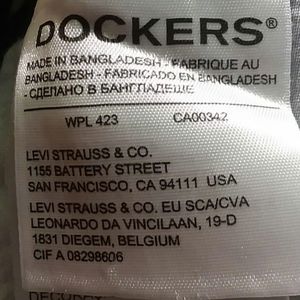 DOCKERS®
MADE IN BANGLADESH - FABRIQUE AU
BANGLADESH - FABRICADO EN BANGLADESH
- СДЕЛАНО В БАНГЛАДЕШЕ
WPL 423 CA00342
LEVI STRAUSS & CO.
1155 BATTERY STREET
SAN FRANCISCO, CA 94111 USA
LEVI STRAUSS & CO. EU SCA/CVA
LEONARDO DA VINCILAAN, 19-D
1831 DIEGEM, BELGIUM
CIF A 08298606